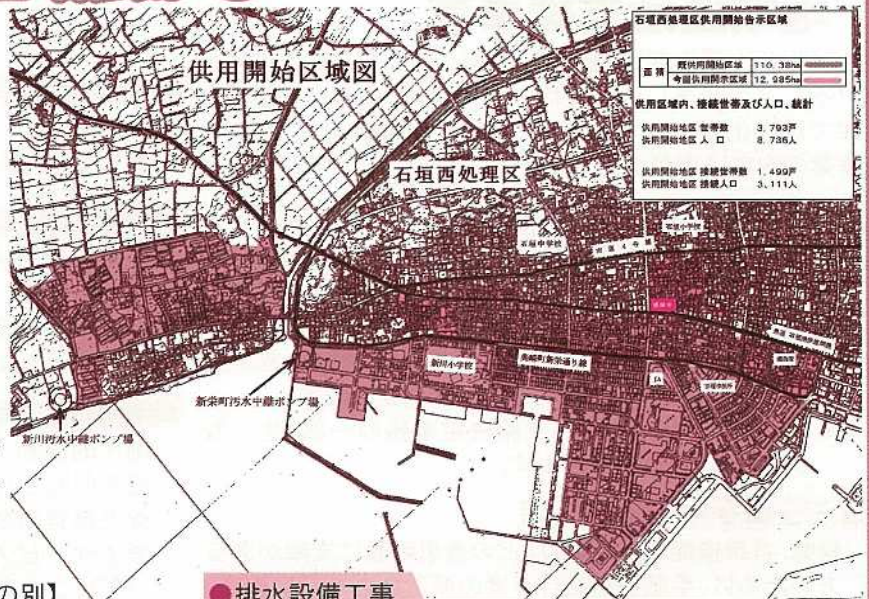 供用開始区域図
石垣西処理区
石垣西処理区供用開始告示区域
面積
既供用開始区域 110.38ha
今回供用開示区域 12.985ha
供用区域内、接続世帯及び人口、統計
供用開始地区 世帯数 3,793戸
供用開始地区 人口 8,736人
供用開始地区 接続世帯数 1,499戸
供用開始地区 接続人口 3,111人
石垣中学校
石垣小学校
新川小学校
美崎町新栄通り線
JA
新栄町汚水中継ポンプ場
新川汚水中継ポンプ場
の別】
●排水設備工事